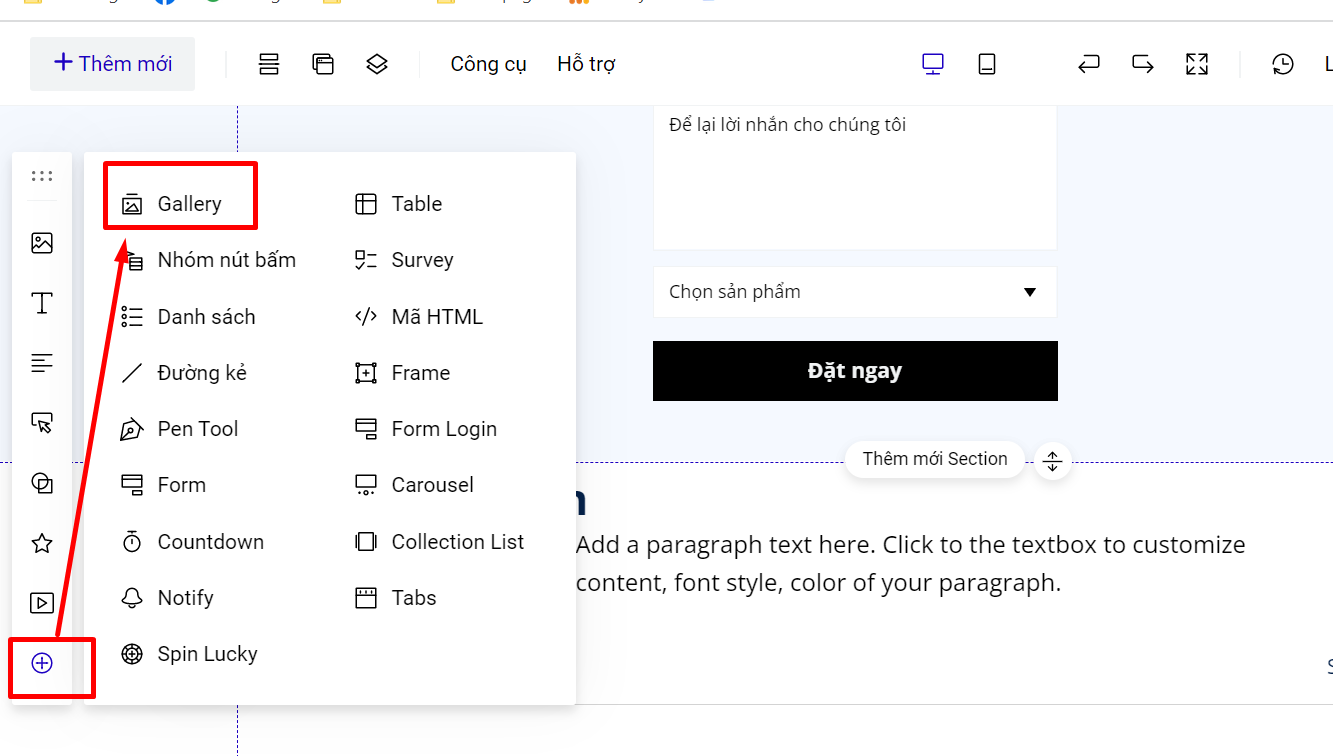 Thêm mới
Công cụ
Hỗ trợ
Để lại lời nhắn cho chúng tôi
Gallery
Table
Nhóm nút bấm
Survey
Chọn sản phẩm
Danh sách
Mã HTML
Đường kẻ
Frame
Đặt ngay
Pen Tool
Form Login
Thêm mới Section
Form
Carousel
Countdown
Collection List
Add a paragraph text here. Click to the textbox to customize
content, font style, color of your paragraph.
Notify
Tabs
Spin Lucky